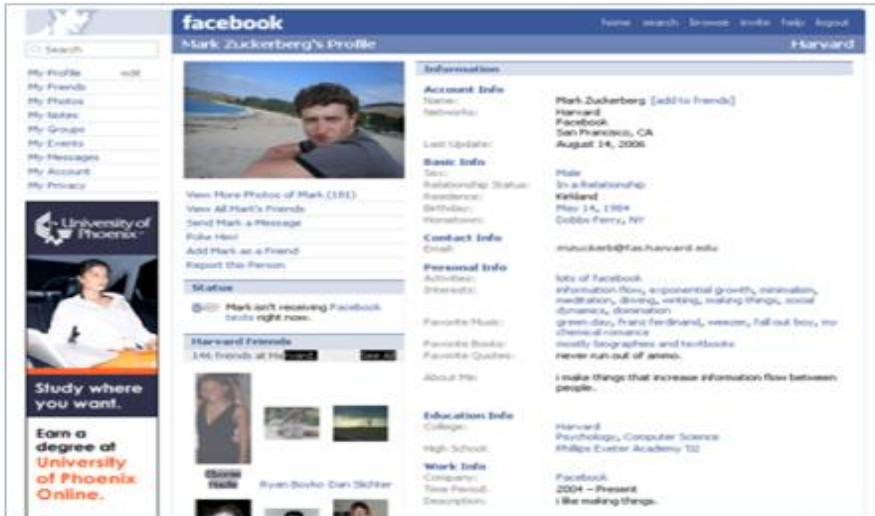 facebook
home search browse invite help logout
Mark Zuckerberg's Profile
Harvard
Search
My Profile edit
My Friends
My Photos
My Notes
My Groups
My Events
My Messages
My Account
My Privacy
University of
Phoenix
Study where
you want.
Earn a
degree at
University
of Phoenix
Online.
View More Photos of Mark (181)
View All Mark's Friends
Send Mark a Message
Poke Him!
Add Mark as a Friend
Report this Person
Status
Mark isn't receiving Facebook
texts right now.
Harvard Friends
146 friends at Harvard. See All
Ryan Boyko Dan Slichter
Information
Account Info
Name: Mark Zuckerberg [add to friends]
Networks: Harvard
Facebook
San Francisco, CA
Last Update: August 14, 2006
Basic Info
Sex: Male
Relationship Status: In a Relationship
Residence: Kirkland
Birthday: May 14, 1984
Hometown: Dobbs Ferry, NY
Contact Info
Email: mzuckerb@fas.harvard.edu
Personal Info
Activities: lots of facebook
Interests: information flow, exponential growth, minimalism,
meditation, driving, writing, making things, social
dynamics, domination
Favorite Music: green day, franz ferdinand, weezer, fall out boy, my
chemical romance
Favorite Books: mostly biographies and textbooks
Favorite Quotes: never run out of ammo.
About Me: i make things that increase information flow between
people.
Education Info
College: Harvard
Psychology, Computer Science
High School: Phillips Exeter Academy '02
Work Info
Company: Facebook
Time Period: 2004 – Present
Description: i like making things.